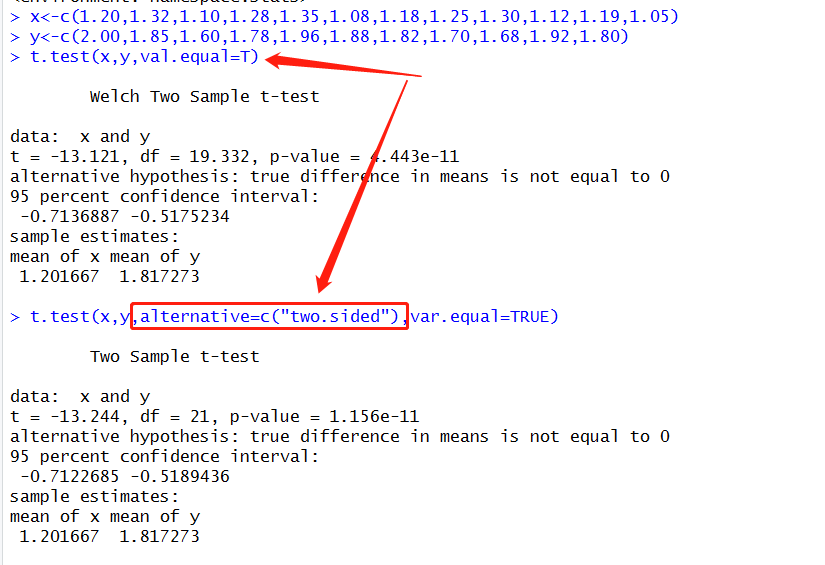 <environment: namespace:stats>
> x<-c(1.20,1.32,1.10,1.28,1.35,1.08,1.18,1.25,1.30,1.12,1.19,1.05)
> y<-c(2.00,1.85,1.60,1.78,1.96,1.88,1.82,1.70,1.68,1.92,1.80)
> t.test(x,y,val.equal=T)
Welch Two Sample t-test
data:  x and y
t = -13.121, df = 19.332, p-value = 4.443e-11
alternative hypothesis: true difference in means is not equal to 0
95 percent confidence interval:
-0.7136887 -0.5175234
sample estimates:
mean of x mean of y
1.201667  1.817273
> t.test(x,y,alternative=c("two.sided"),var.equal=TRUE)
Two Sample t-test
data:  x and y
t = -13.244, df = 21, p-value = 1.156e-11
alternative hypothesis: true difference in means is not equal to 0
95 percent confidence interval:
-0.7122685 -0.5189436
sample estimates:
mean of x mean of y
1.201667  1.817273